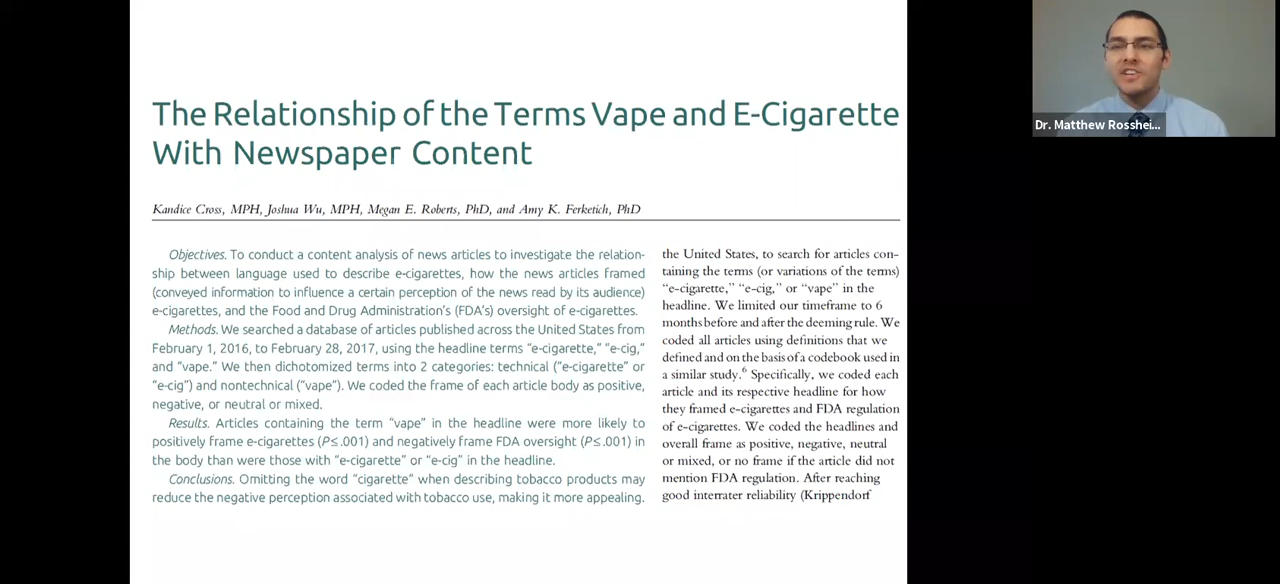 The Relationship of the Terms Vape and E-Cigarette
With Newspaper Content
Kandice Cross, MPH, Joshua Wu, MPH, Megan E. Roberts, PhD, and Amy K. Ferketich, PhD
Objectives. To conduct a content analysis of news articles to investigate the relation-
ship between language used to describe e-cigarettes, how the news articles framed
(conveyed information to influence a certain perception of the news read by its audience)
e-cigarettes, and the Food and Drug Administration's (FDA's) oversight of e-cigarettes.
Methods. We searched a database of articles published across the United States from
February 1, 2016, to February 28, 2017, using the headline terms “e-cigarette,” “e-cig,”
and “vape.” We then dichotomized terms into 2 categories: technical (“e-cigarette” or
“e-cig”) and nontechnical (“vape”). We coded the frame of each article body as positive,
negative, or neutral or mixed.
Results. Articles containing the term “vape” in the headline were more likely to
positively frame e-cigarettes (P≤.001) and negatively frame FDA oversight (P≤.001) in
the body than were those with “e-cigarette” or “e-cig” in the headline.
Conclusions. Omitting the word “cigarette” when describing tobacco products may
reduce the negative perception associated with tobacco use, making it more appealing.
the United States, to search for articles con-
taining the terms (or variations of the terms)
“e-cigarette,” “e-cig,” or “vape” in the
headline. We limited our timeframe to 6
months before and after the deeming rule. We
coded all articles using definitions that we
defined and on the basis of a codebook used in
a similar study.6 Specifically, we coded each
article and its respective headline for how
they framed e-cigarettes and FDA regulation
of e-cigarettes. We coded the headlines and
overall frame as positive, negative, neutral
or mixed, or no frame if the article did not
mention FDA regulation. After reaching
good interrater reliability (Krippendorf
Dr. Matthew Rosshei...